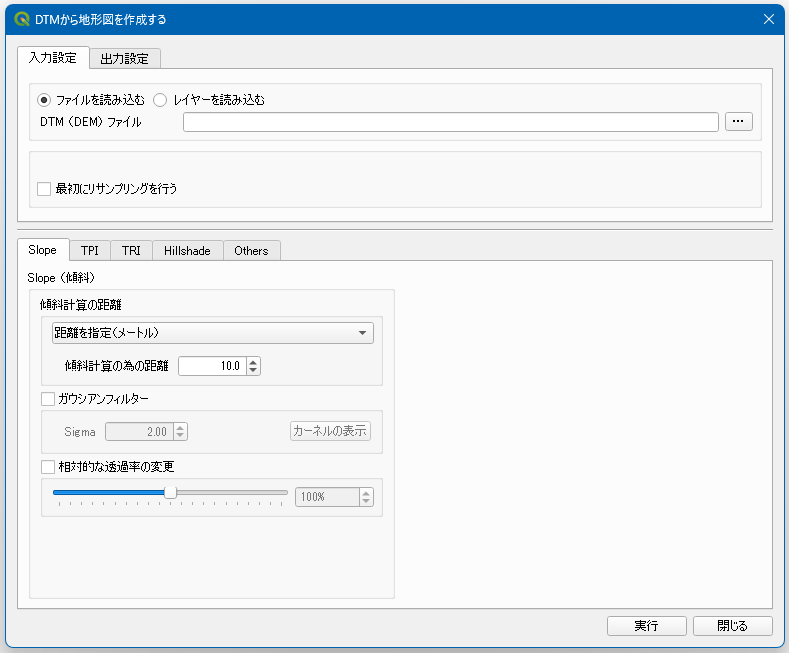 DTMから地形図を作成する
入力設定 出力設定
ファイルを読み込む レイヤーを読み込む
DTM (DEM) ファイル ...
最初にリサンプリングを行う
Slope TPI TRI Hillshade Others
Slope (傾斜)
傾斜計算の距離
距離を指定(メートル)
傾斜計算の為の距離 10.0
ガウシアンフィルター
Sigma 2.00 カーネルの表示
相対的な透過率の変更
100%
実行 閉じる